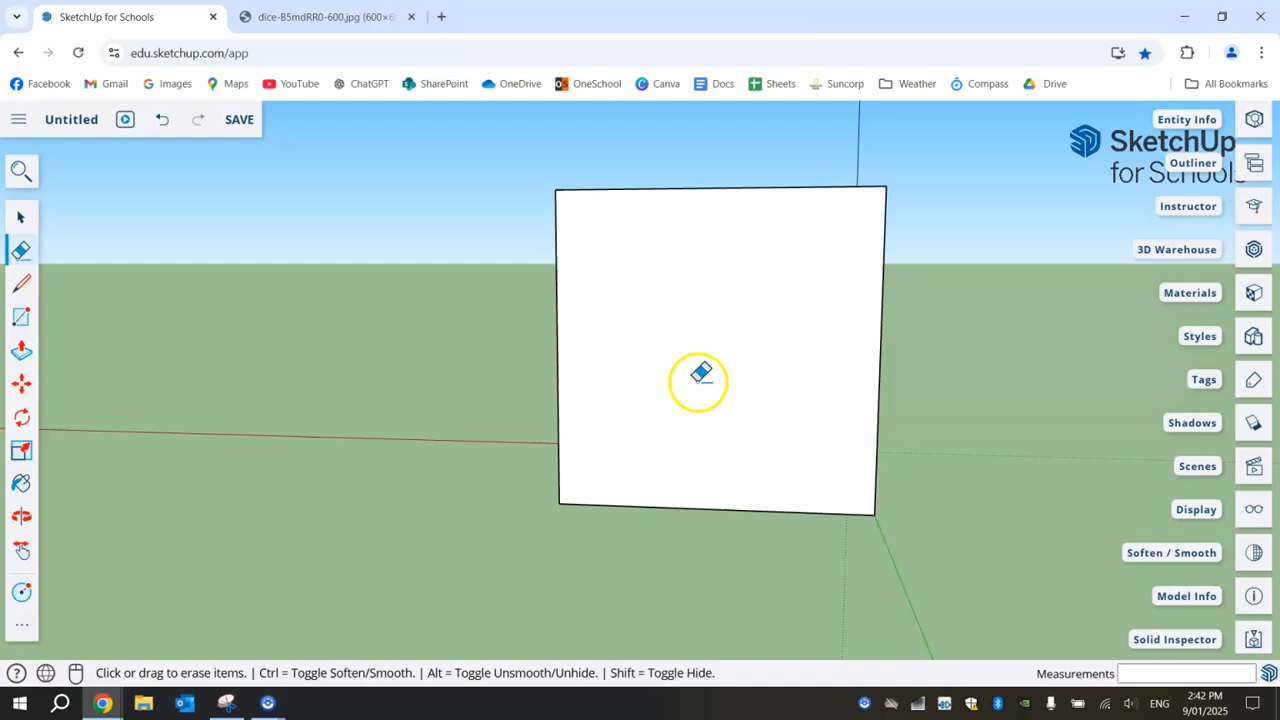 SketchUp for Schools
dice-B5mdRR0-600.jpg (600×6
edu.sketchup.com/app
Facebook
Gmail
Images
Maps
YouTube
ChatGPT
SharePoint
OneDrive
OneSchool
Canva
Docs
Sheets
Suncorp
Weather
Compass
Drive
All Bookmarks
Untitled
SAVE
SketchUp
for Schools
Entity Info
Outliner
Instructor
3D Warehouse
Materials
Styles
Tags
Shadows
Scenes
Display
Soften / Smooth
Model Info
Solid Inspector
Click or drag to erase items. | Ctrl = Toggle Soften/Smooth. | Alt = Toggle Unsmooth/Unhide. | Shift = Toggle Hide.
Measurements
ENG
2:42 PM
9/01/2025